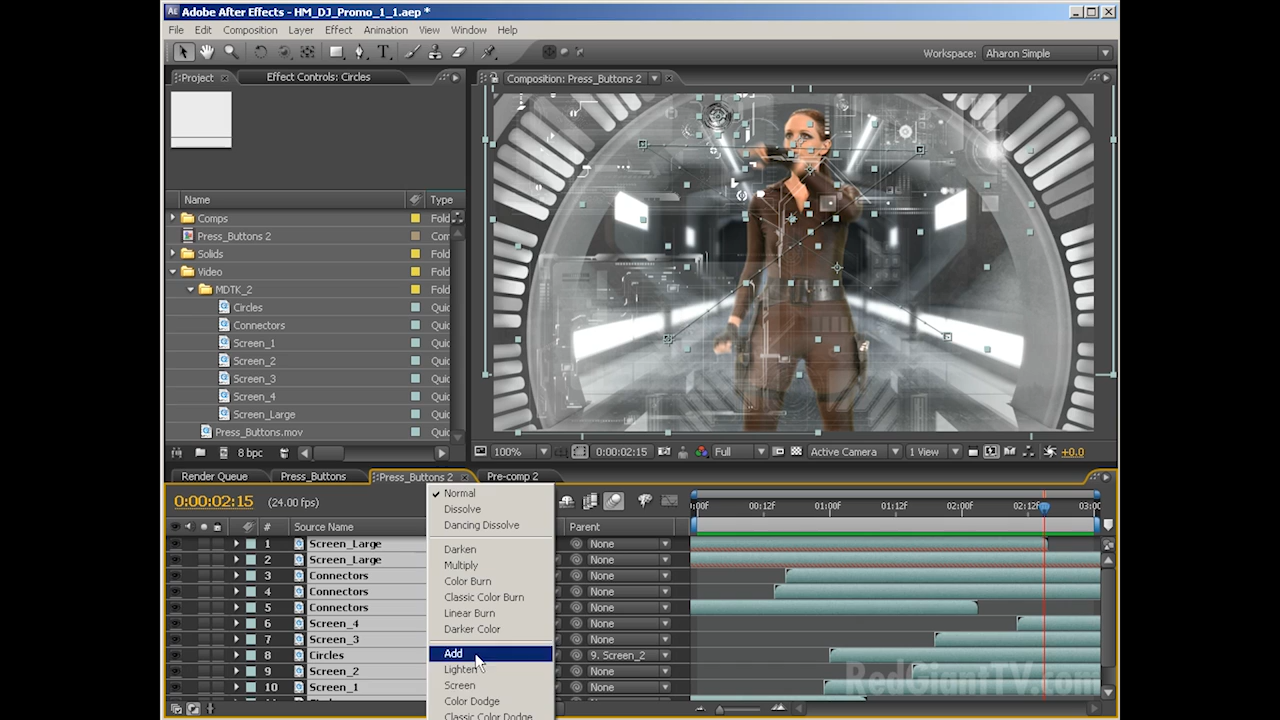 Adobe After Effects - HM_DJ_Promo_1_1.aep *
File Edit Composition Layer Effect Animation View Window Help
Workspace: Aharon Simple
Project Effect Controls: Circles
Composition: Press_Buttons 2
Name Type
Comps Fold
Press_Buttons 2 Com
Solids Fold
Video Fold
MDTK_2 Fold
Circles Quic
Connectors Quic
Screen_1 Quic
Screen_2 Quic
Screen_3 Quic
Screen_4 Quic
Screen_Large Quic
Press_Buttons.mov Quic
8 bpc
100% 0:00:02:15 Full Active Camera 1 View +0.0
Render Queue Press_Buttons Press_Buttons 2 Pre-comp 2
0:00:02:15 (24.00 fps)
:00F 00:12F 01:00F 01:12F 02:00F 02:12F 03:00
# Source Name Parent
1 Screen_Large None
2 Screen_Large None
3 Connectors None
4 Connectors None
5 Connectors None
6 Screen_4 None
7 Screen_3 None
8 Circles 9. Screen_2
9 Screen_2 None
10 Screen_1 None
Normal
Dissolve
Dancing Dissolve
Darken
Multiply
Color Burn
Classic Color Burn
Linear Burn
Darker Color
Add
Lighten
Screen
Color Dodge
Classic Color Dodge
RedGiantTV.com